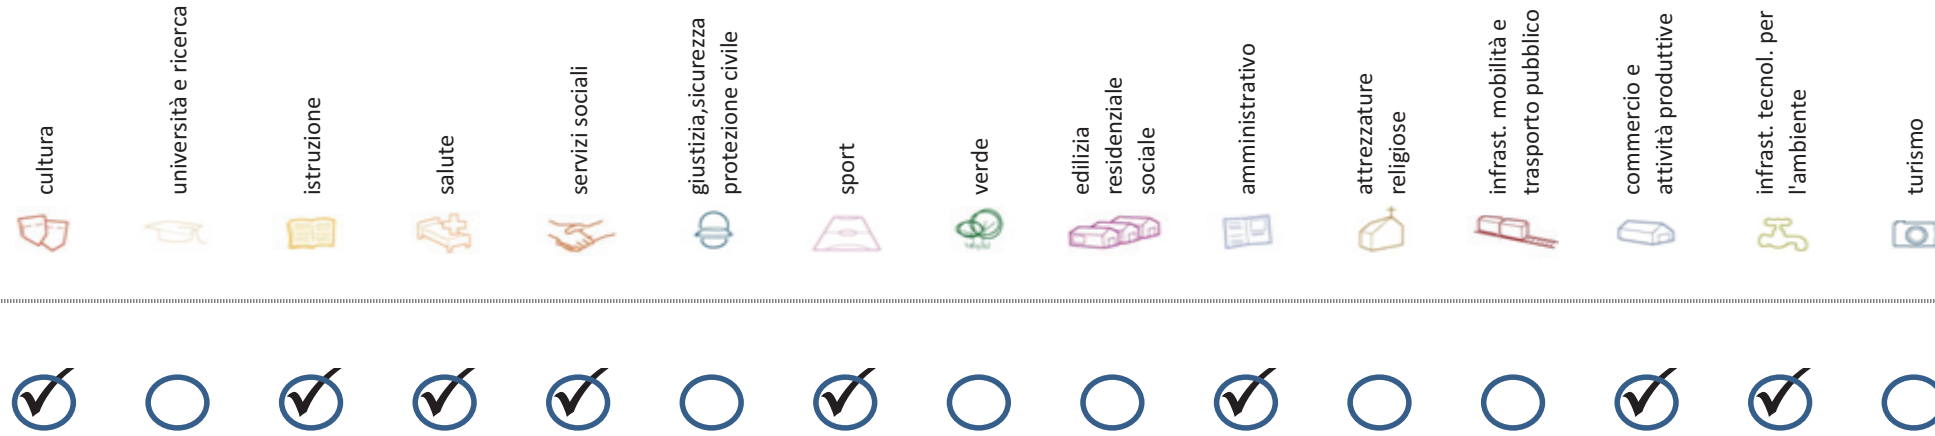 cultura
università e ricerca
istruzione
salute
servizi sociali
giustizia,sicurezza
protezione civile
sport
verde
edilizia
residenziale
sociale
amministrativo
attrezzature
religiose
infrast. mobilità e
trasporto pubblico
commercio e
attività produttive
infrast. tecnol. per
l'ambiente
turismo